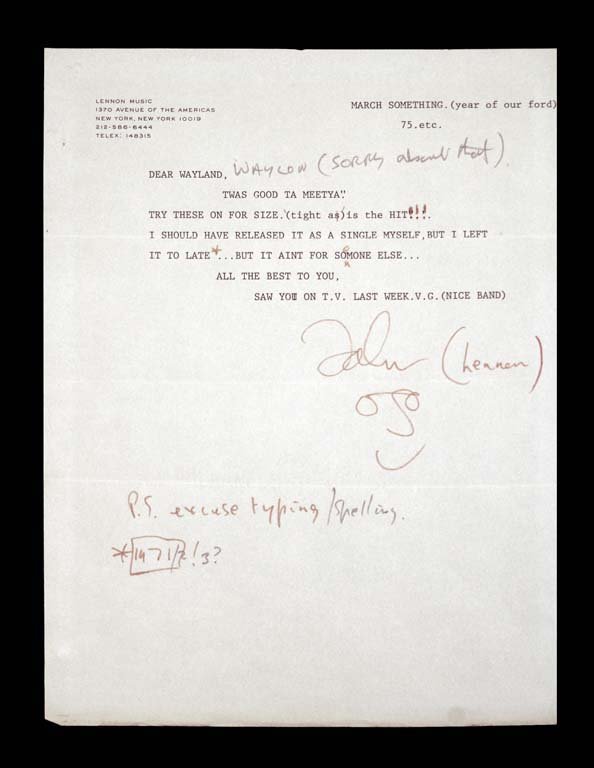 LENNON MUSIC
1370 AVENUE OF THE AMERICAS
NEW YORK, NEW YORK 10019
212-586-6444
TELEX: 148315
MARCH SOMETHING.(year of our ford)
75.etc.
DEAR WAYLAND, WAYLON (SORRY about that).
TWAS GOOD TA MEETYA!'
TRY THESE ON FOR SIZE.'(tight as)is the HIT!!!.
I SHOULD HAVE RELEASED IT AS A SINGLE MYSELF,BUT I LEFT
IT TO LATE*...BUT IT AINT FOR SOMeONE ELSE...
ALL THE BEST TO YOU,
SAW YOU ON T.V. LAST WEEK.V.G.(NICE BAND)
John (Lennon)
P.S. excuse typing/spelling.
*1971/2!3?